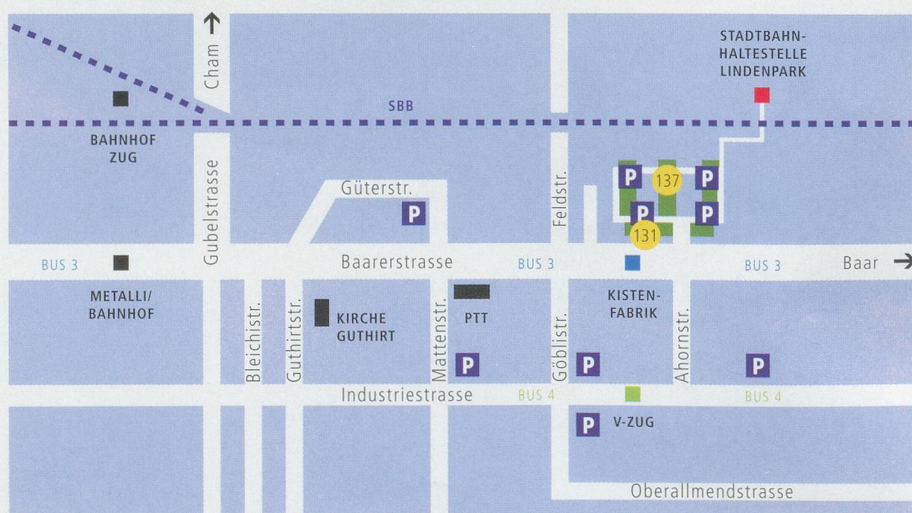 STADTBAHN-
HALTESTELLE
LINDENPARK
Cham
SBB
BAHNHOF
ZUG
Gubelstrasse
Güterstr.
Feldstr.
P
137
P
P
P
P
131
BUS 3
Baarerstrasse
BUS 3
BUS 3
Baar
METALLI/
BAHNHOF
KISTEN-
FABRIK
Bleichistr.
Guthirtstr.
KIRCHE
GUTHIRT
Mattenstr.
PTT
Göblistr.
Ahornstr.
P
P
P
Industriestrasse
BUS 4
BUS 4
P
V-ZUG
Oberallmendstrasse